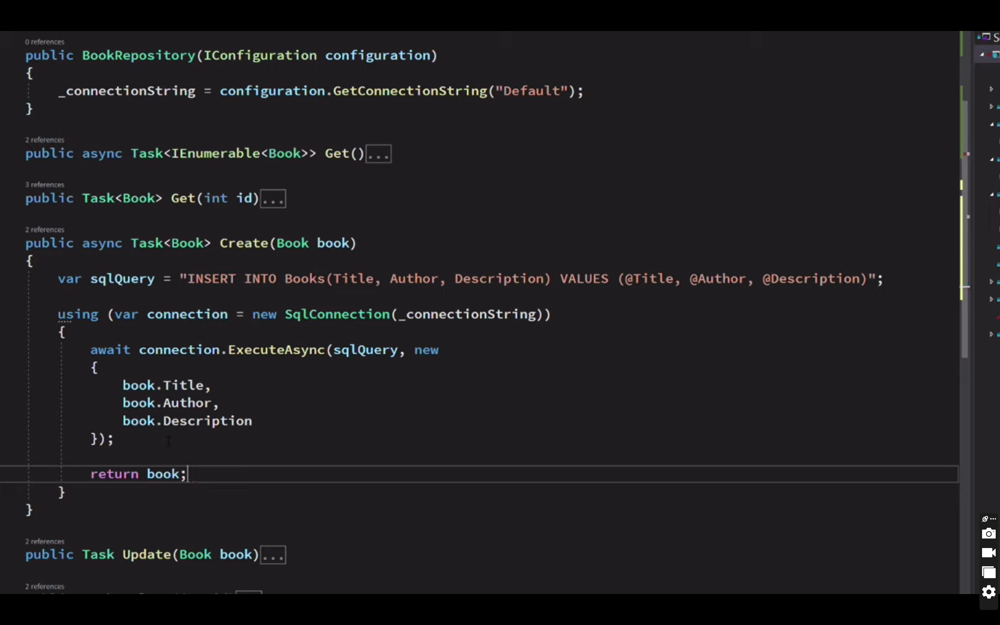 0 references
public BookRepository(IConfiguration configuration)
{
_connectionString = configuration.GetConnectionString("Default");
}
2 references
public async Task<IEnumerable<Book>> Get()...
3 references
public Task<Book> Get(int id)...
2 references
public async Task<Book> Create(Book book)
{
var sqlQuery = "INSERT INTO Books(Title, Author, Description) VALUES (@Title, @Author, @Description)";
using (var connection = new SqlConnection(_connectionString))
{
await connection.ExecuteAsync(sqlQuery, new
{
book.Title,
book.Author,
book.Description
});
return book;
}
}
2 references
public Task Update(Book book)...
2 references